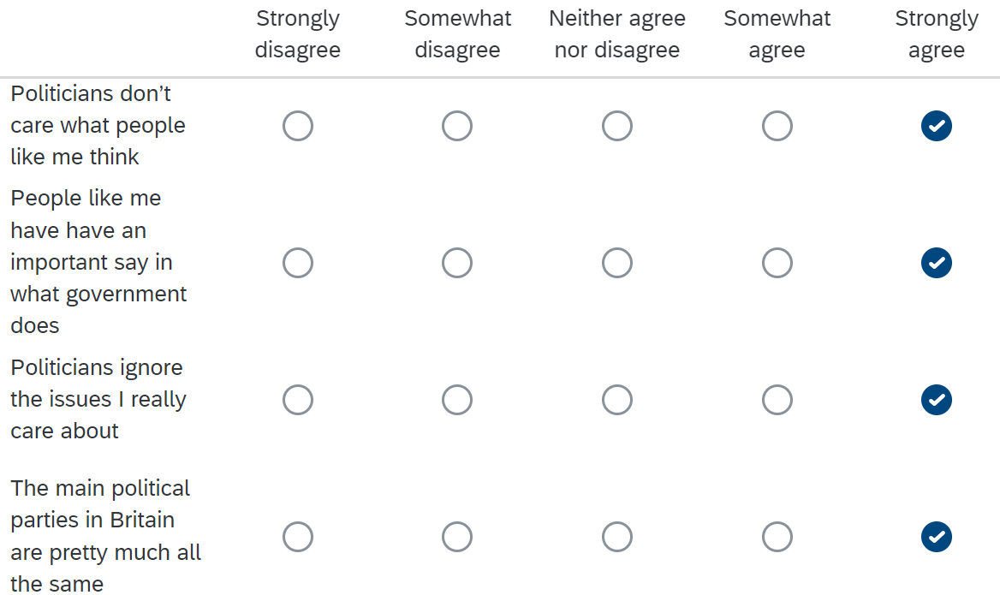 Strongly disagree
Somewhat disagree
Neither agree nor disagree
Somewhat agree
Strongly agree
Politicians don’t
care what people
like me think
People like me
have have an
important say in
what government
does
Politicians ignore
the issues I really
care about
The main political
parties in Britain
are pretty much all
the same